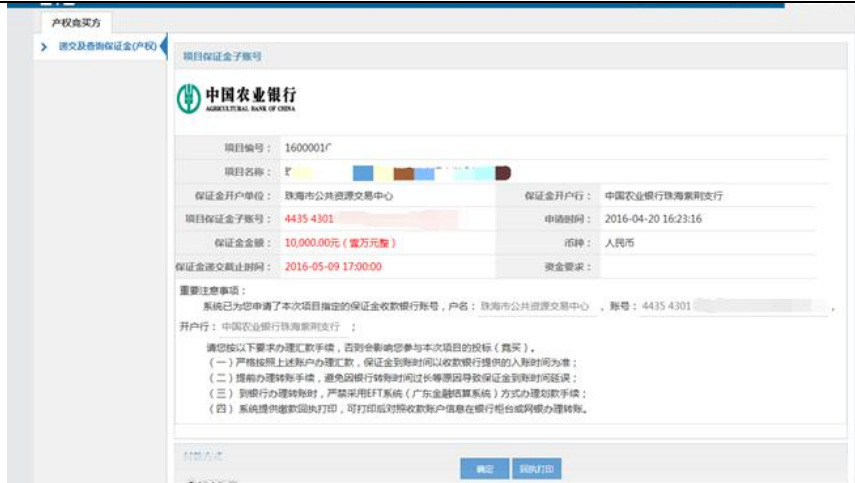 产权竞买方
递交及查询保证金(产权)
项目保证金子账号
中国农业银行
AGRICULTURAL BANK OF CHINA
项目编号： 1600001
项目名称：
保证金开户单位： 珠海市公共资源交易中心 保证金开户行： 中国农业银行珠海紫荆支行
项目保证金子账号： 4435 4301 申请时间： 2016-04-20 16:23:16
保证金金额： 10,000.00元（壹万元整） 币种： 人民币
保证金递交截止时间： 2016-05-09 17:00:00 资金要求：
重要注意事项：
系统已为您申请了本次项目指定的保证金收款银行账号，户名： 珠海市公共资源交易中心 ，账号：4435 4301 ，
开户行：中国农业银行珠海紫荆支行 ；
请您按以下要求办理汇款手续，否则会影响您参与本次项目的投标（竞买）。
（一）严格按照上述账户办理汇款，保证金到账时间以收款银行提供的入账时间为准；
（二）提前办理转账手续，避免因银行转账时间过长等原因导致保证金到账时间延误；
（三）到银行办理转账时，严禁采用EFT系统（广东金融结算系统）方式办理划款手续；
（四）系统提供缴款回执打印，可打印后对照收款账户信息在银行柜台或网银办理转账。
确定 回执打印